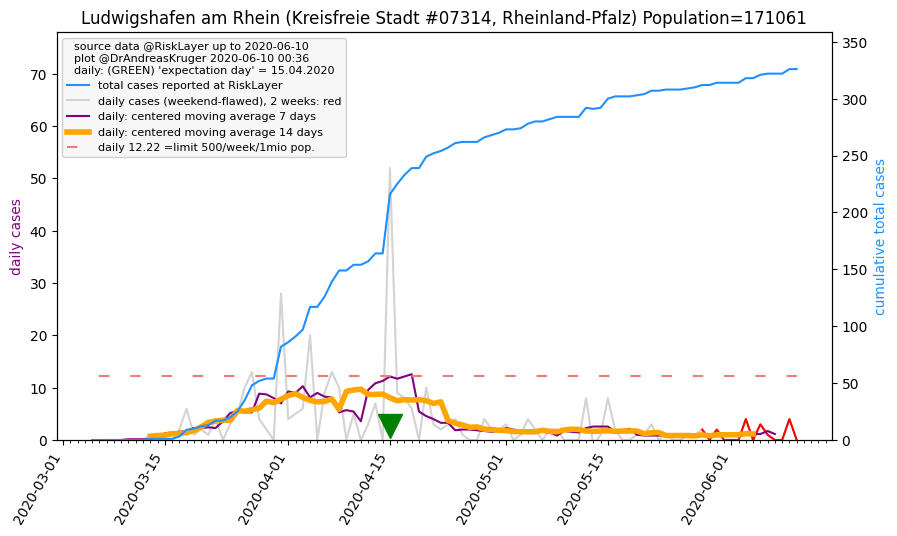 Ludwigshafen am Rhein (Kreisfreie Stadt #07314, Rheinland-Pfalz) Population=171061
source data @RiskLayer up to 2020-06-10
plot @DrAndreasKruger 2020-06-10 00:36
daily: (GREEN) 'expectation day' = 15.04.2020
total cases reported at RiskLayer
daily cases (weekend-flawed), 2 weeks: red
daily: centered moving average 7 days
daily: centered moving average 14 days
daily 12.22 =limit 500/week/1mio pop.
daily cases
70
60
50
40
30
20
10
0
cumulative total cases
350
300
250
200
150
100
50
0
2020-03-01
2020-03-15
2020-04-01
2020-04-15
2020-05-01
2020-05-15
2020-06-01